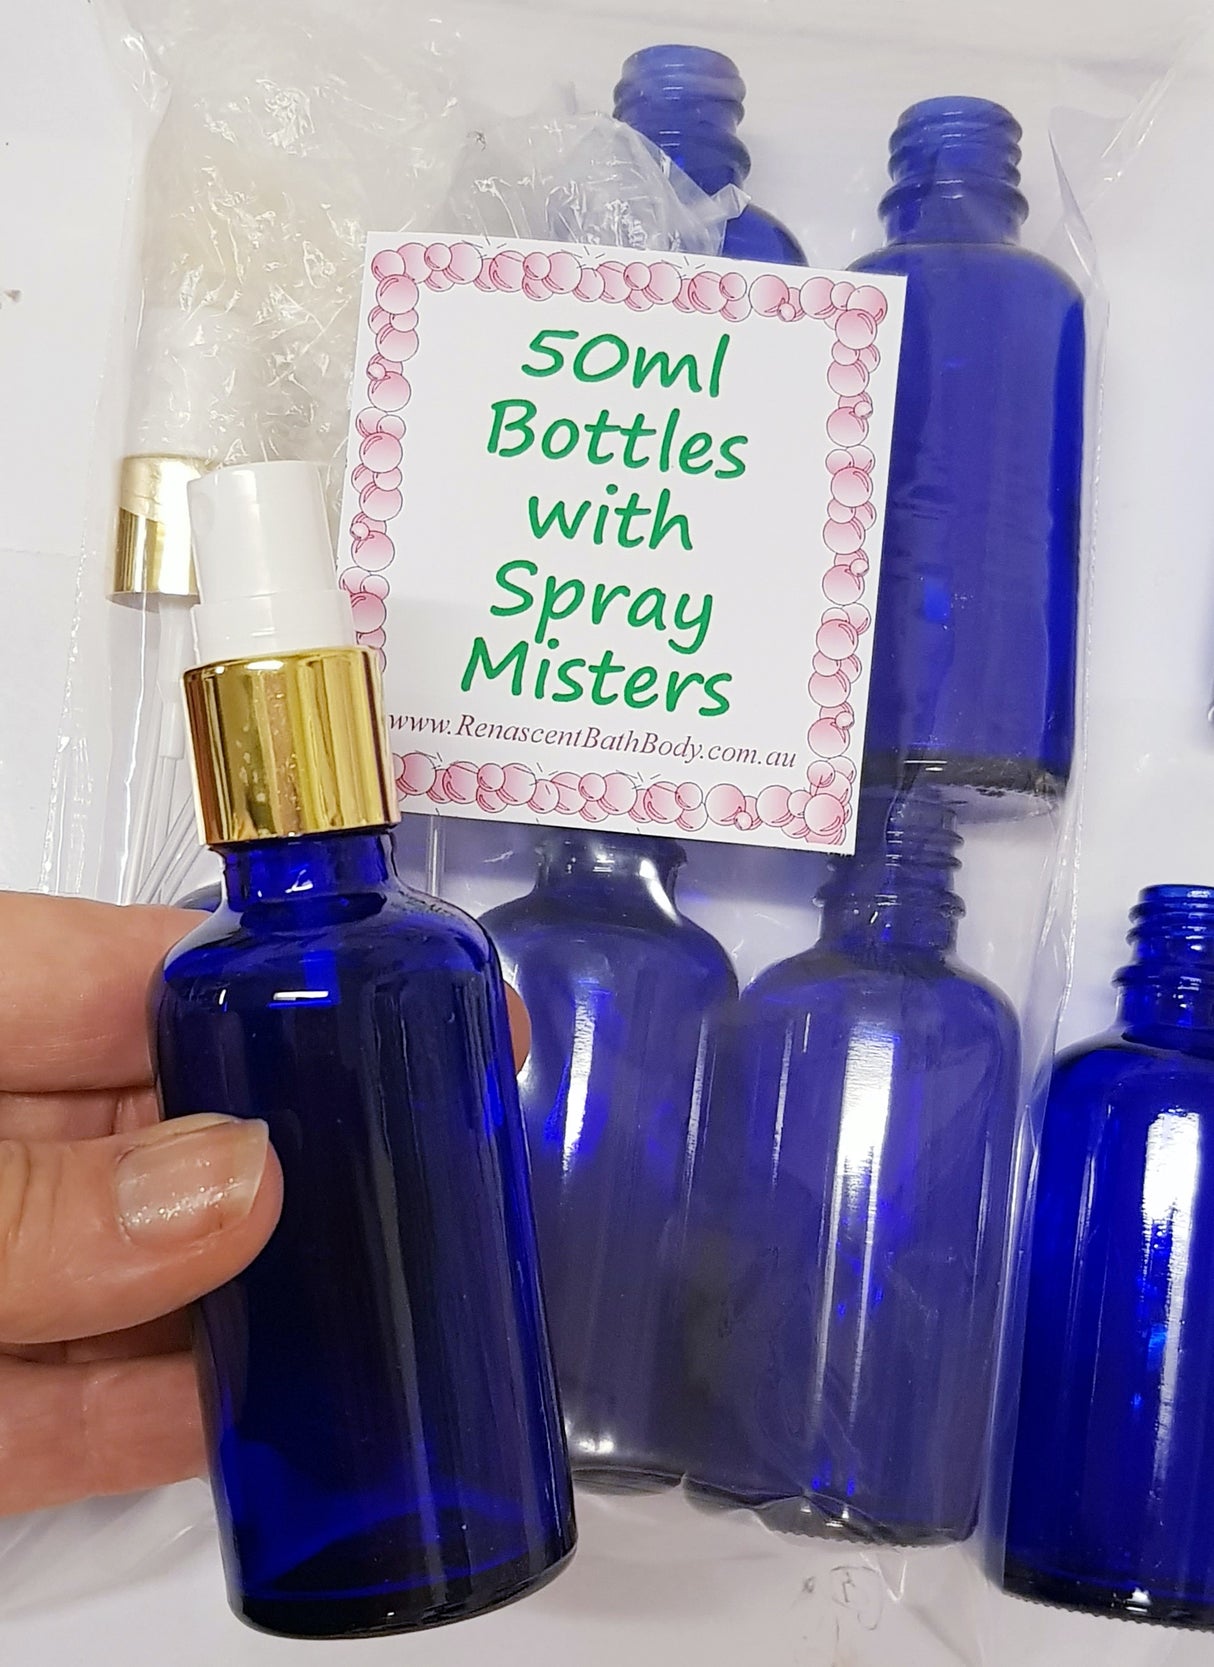 50ml
Bottles
with
Spray
Misters
www.RenascentBathBody.com.au